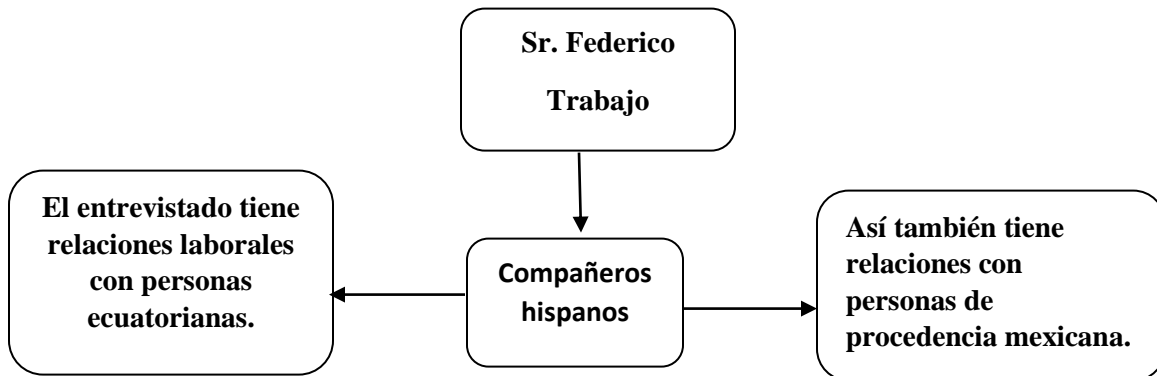 Sr. Federico
Trabajo
El entrevistado tiene
relaciones laborales
con personas
ecuatorianas.
Compañeros
hispanos
Así también tiene
relaciones con
personas de
procedencia mexicana.